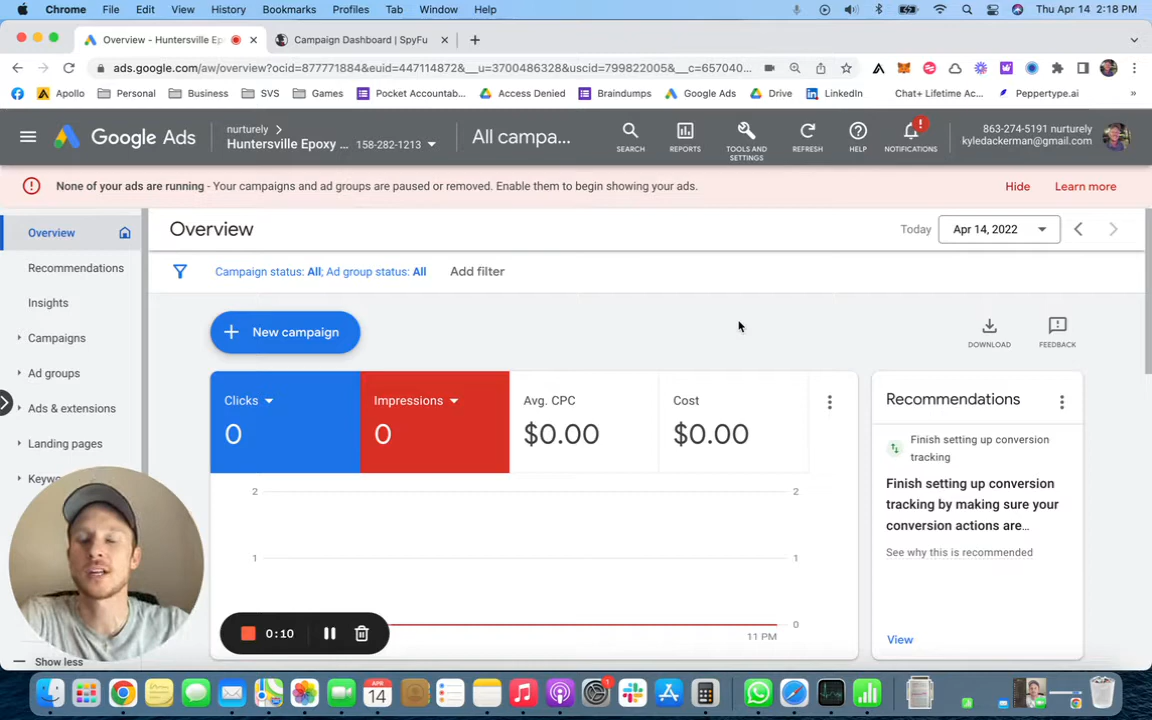 Chrome File Edit View History Bookmarks Profiles Tab Window Help Thu Apr 14 2:18 PM
Overview - Huntersville Ep Campaign Dashboard | SpyFu
ads.google.com/aw/overview?ocid=877771884&euid=447114872&__u=3700486328&uscid=799822005&__c=657040...
Apollo Personal Business SVS Games Pocket Accountab... Access Denied Braindumps Google Ads Drive LinkedIn Chat+ Lifetime Ac... Peppertype.ai »
Google Ads
nurturely
Huntersville Epoxy ... 158-282-1213
All campa...
SEARCH
REPORTS
TOOLS AND
SETTINGS
REFRESH
HELP
NOTIFICATIONS
863-274-5191 nurturely
kyledackerman@gmail.com
None of your ads are running - Your campaigns and ad groups are paused or removed. Enable them to begin showing your ads. Hide Learn more
Overview
Recommendations
Insights
Campaigns
Ad groups
Ads & extensions
Landing pages
Keyw
Show less
Overview
Today Apr 14, 2022
Campaign status: All; Ad group status: All Add filter
New campaign
DOWNLOAD
FEEDBACK
Clicks
0
Impressions
0
Avg. CPC
$0.00
Cost
$0.00
2 2
1 1
0
11 PM
0:10
Recommendations
Finish setting up conversion
tracking
Finish setting up conversion
tracking by making sure your
conversion actions are...
See why this is recommended
View
APR
14
1